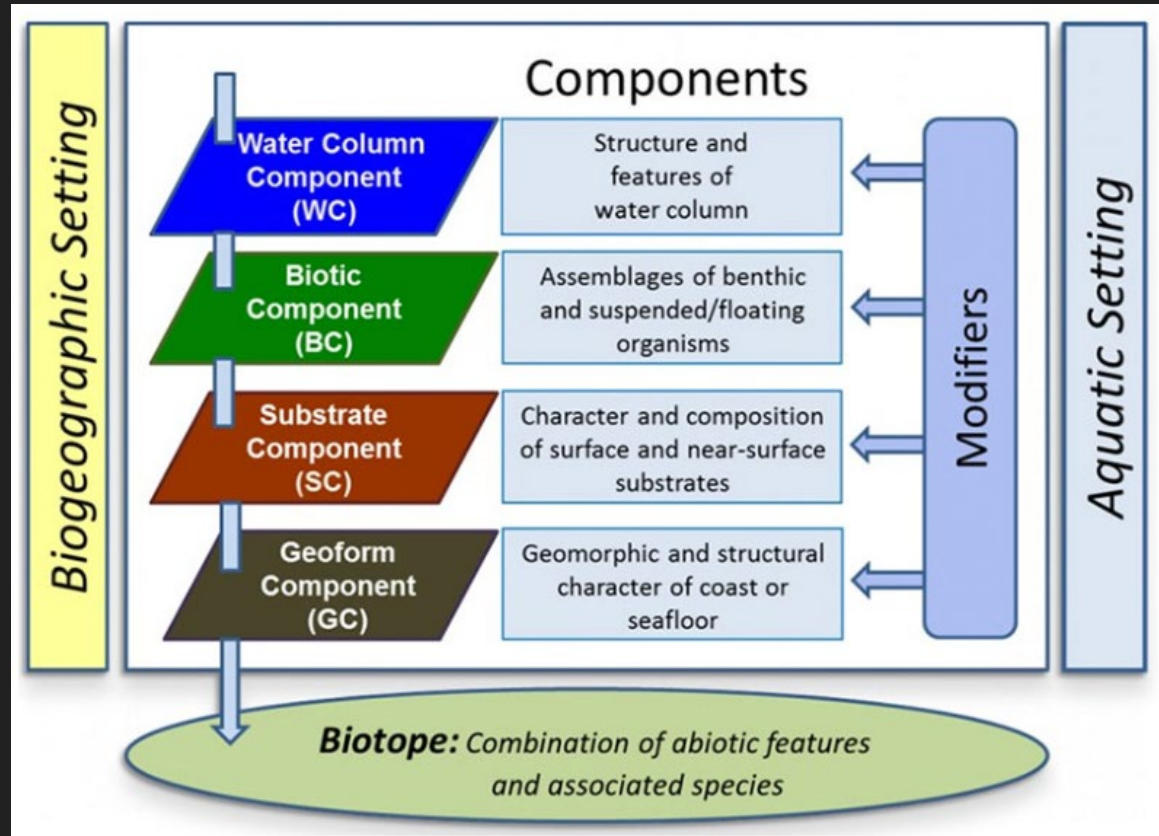 Biogeographic Setting
Components
Water Column
Component
(WC)
Structure and
features of
water column
Biotic
Component
(BC)
Assemblages of benthic
and suspended/floating
organisms
Substrate
Component
(SC)
Character and composition
of surface and near-surface
substrates
Geoform
Component
(GC)
Geomorphic and structural
character of coast or
seafloor
Modifiers
Aquatic Setting
Biotope: Combination of abiotic features
and associated species